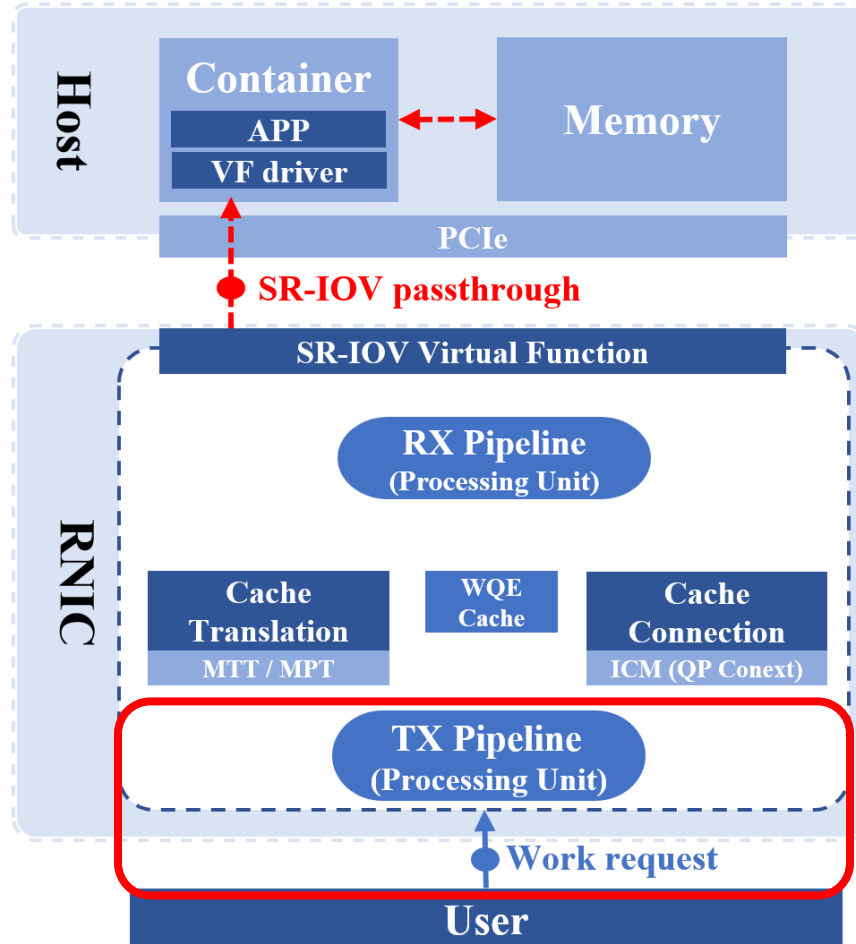 Host
Container
APP
VF driver
Memory
PCIe
SR-IOV passthrough
RNIC
SR-IOV Virtual Function
RX Pipeline
(Processing Unit)
Cache
Translation
MTT / MPT
WQE
Cache
Cache
Connection
ICM (QP Conext)
TX Pipeline
(Processing Unit)
Work request
User